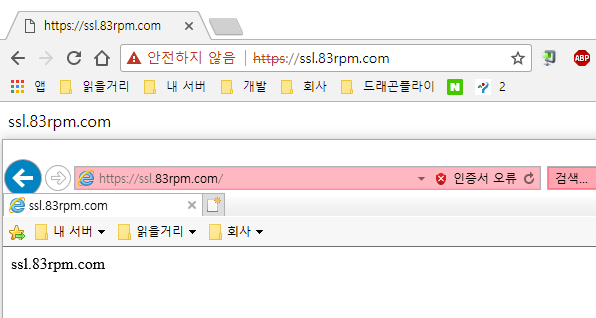 https://ssl.83rpm.com
안전하지 않음 https://ssl.83rpm.com ABP
앱 읽을거리 내 서버 개발 회사 드래곤플라이 N 2
ssl.83rpm.com
https://ssl.83rpm.com/ 인증서 오류 검색...
ssl.83rpm.com
내 서버 읽을거리 회사
ssl.83rpm.com